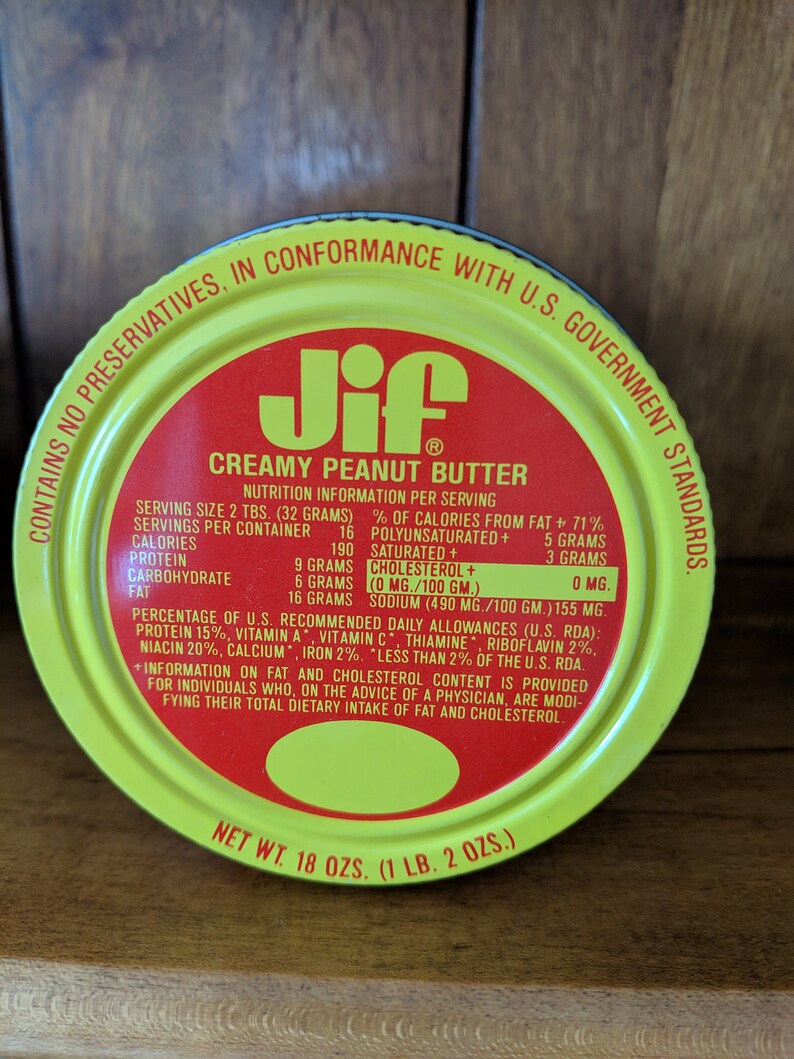 CONTAINS NO PRESERVATIVES, IN CONFORMANCE WITH U.S. GOVERNMENT STANDARDS.
Jif®
CREAMY PEANUT BUTTER
NUTRITION INFORMATION PER SERVING
SERVING SIZE 2 TBS. (32 GRAMS)
SERVINGS PER CONTAINER 16
CALORIES 190
PROTEIN 9 GRAMS
CARBOHYDRATE 6 GRAMS
FAT 16 GRAMS
% OF CALORIES FROM FAT + 71%
POLYUNSATURATED + 5 GRAMS
SATURATED + 3 GRAMS
CHOLESTEROL +
(0 MG./100 GM.) 0 MG.
SODIUM (490 MG./100 GM.) 155 MG.
PERCENTAGE OF U.S. RECOMMENDED DAILY ALLOWANCES (U.S. RDA):
PROTEIN 15%, VITAMIN A*, VITAMIN C*, THIAMINE*, RIBOFLAVIN 2%,
NIACIN 20%, CALCIUM*, IRON 2%. *LESS THAN 2% OF THE U.S. RDA.
+INFORMATION ON FAT AND CHOLESTEROL CONTENT IS PROVIDED
FOR INDIVIDUALS WHO, ON THE ADVICE OF A PHYSICIAN, ARE MODI-
FYING THEIR TOTAL DIETARY INTAKE OF FAT AND CHOLESTEROL.
NET WT. 18 OZS. (1 LB. 2 OZS.)